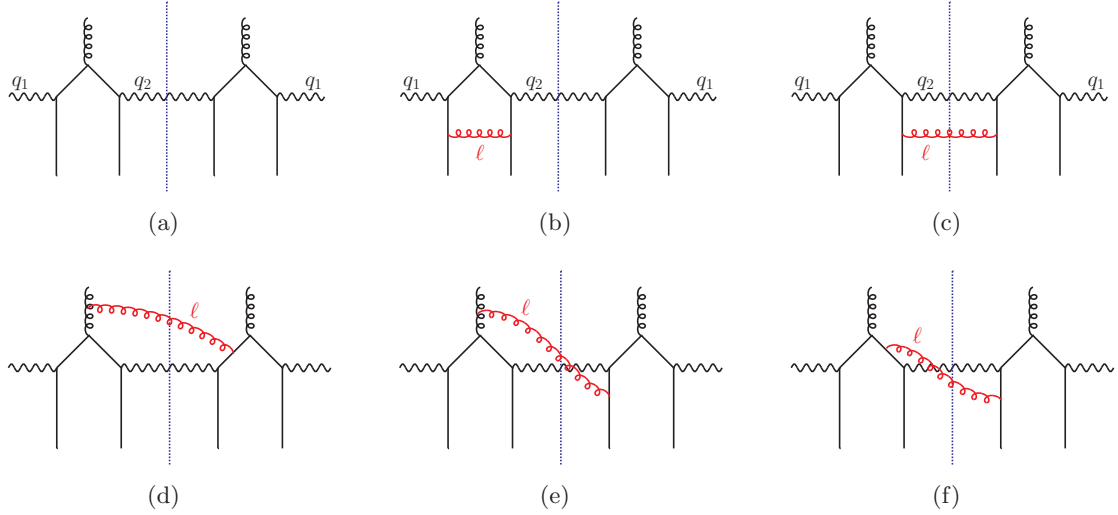 q₁ q₂ q₁
q₁ q₂ q₁
ℓ
q₁ q₂ q₁
ℓ
(a) (b) (c)
ℓ
ℓ
ℓ
(d) (e) (f)